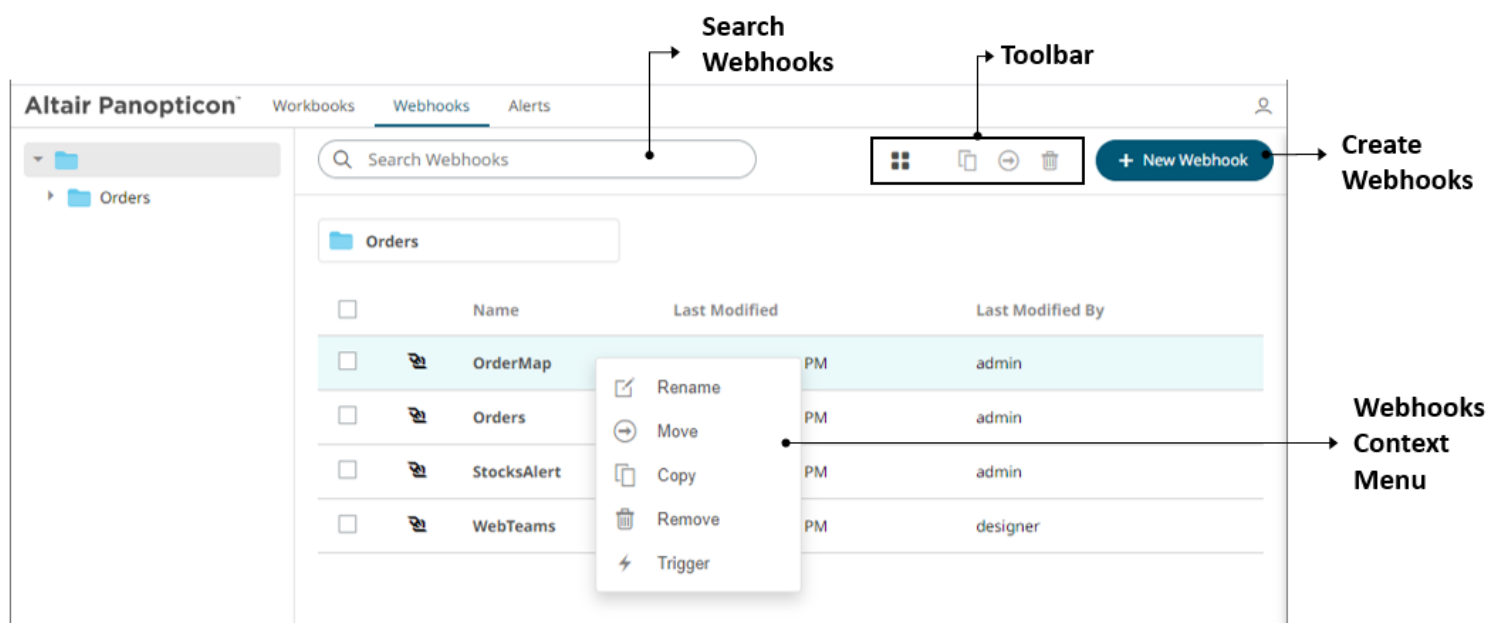 Search
Webhooks
Toolbar
Altair Panopticon™ Workbooks Webhooks Alerts
Search Webhooks
+ New Webhook
Create
Webhooks
Orders
Orders
Name Last Modified Last Modified By
OrderMap PM admin
Rename
Orders PM admin
Move
Webhooks
Context
Menu
StocksAlert PM admin
Copy
WebTeams PM designer
Remove
Trigger